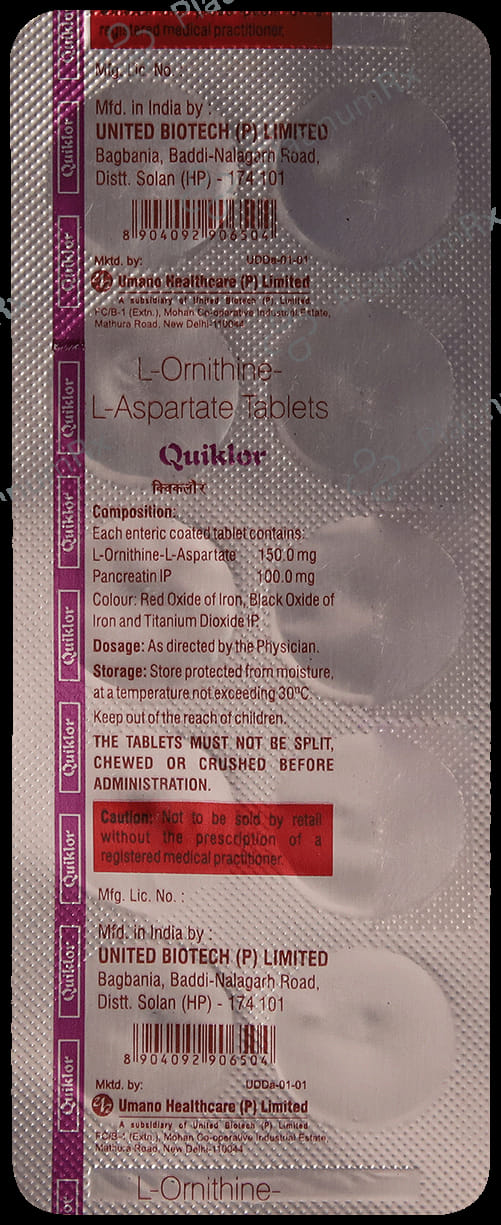 registered medical practitioner.
Mfg. Lic. No. :
Mfd. in India by :
UNITED BIOTECH (P) LIMITED
Bagbania, Baddi-Nalagarh Road,
Distt. Solan (HP) - 174 101
8 904092 906504
Mktd. by: UDDa-01-01
Umano Healthcare (P) Limited
A subsidiary of United Biotech (P) Limited
FC/B-1 (Extn.), Mohan Co-operative Industrial Estate,
Mathura Road, New Delhi-110044
L-Ornithine-
L-Aspartate Tablets
Quiklor
क्विकलौर
Composition:
Each enteric coated tablet contains:
L-Ornithine-L-Aspartate 150.0 mg
Pancreatin IP 100.0 mg
Colour: Red Oxide of Iron, Black Oxide of
Iron and Titanium Dioxide IP.
Dosage: As directed by the Physician.
Storage: Store protected from moisture,
at a temperature not exceeding 30°C.
Keep out of the reach of children.
THE TABLETS MUST NOT BE SPLIT,
CHEWED OR CRUSHED BEFORE
ADMINISTRATION.
Caution: Not to be sold by retail
without the prescription of a
registered medical practitioner.
Mfg. Lic. No. :
Mfd. in India by :
UNITED BIOTECH (P) LIMITED
Bagbania, Baddi-Nalagarh Road,
Distt. Solan (HP) - 174 101
8 904092 906504
Mktd. by: UDDa-01-01
Umano Healthcare (P) Limited
A subsidiary of United Biotech (P) Limited
FC/B-1 (Extn.), Mohan Co-operative Industrial Estate,
Mathura Road, New Delhi-110044
L-Ornithine-
Quiklor
Quiklor
Quiklor
Quiklor
Quiklor
Quiklor
Quiklor
Quiklor
Quiklor
Quiklor